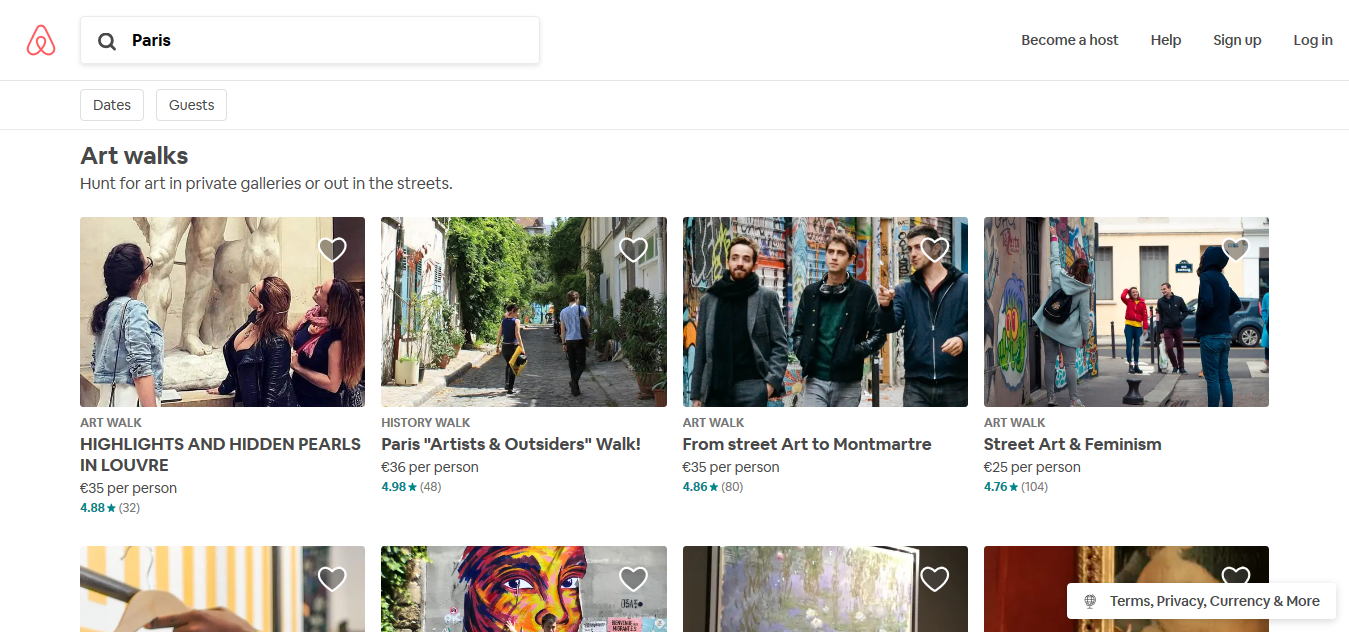 Paris
Become a host
Help
Sign up
Log in
Dates
Guests
Art walks
Hunt for art in private galleries or out in the streets.
ART WALK
HIGHLIGHTS AND HIDDEN PEARLS
IN LOUVRE
€35 per person
4.88★ (32)
HISTORY WALK
Paris "Artists & Outsiders" Walk!
€36 per person
4.98★ (48)
ART WALK
From street Art to Montmartre
€35 per person
4.86★ (80)
ART WALK
Street Art & Feminism
€25 per person
4.76★ (104)
Terms, Privacy, Currency & More